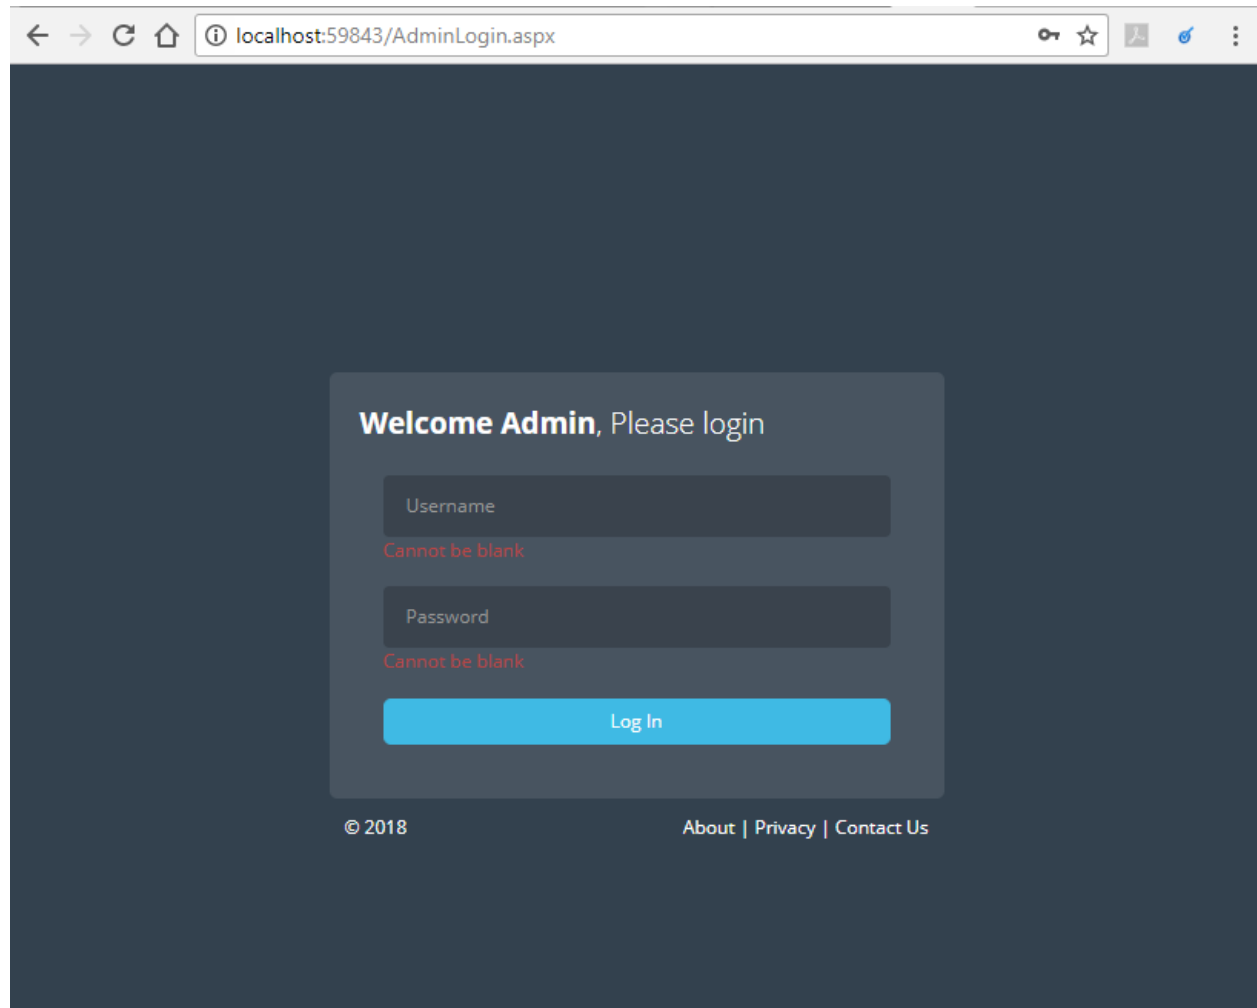 localhost:59843/AdminLogin.aspx
Welcome Admin, Please login
Username
Cannot be blank
Password
Cannot be blank
Log In
© 2018 About | Privacy | Contact Us